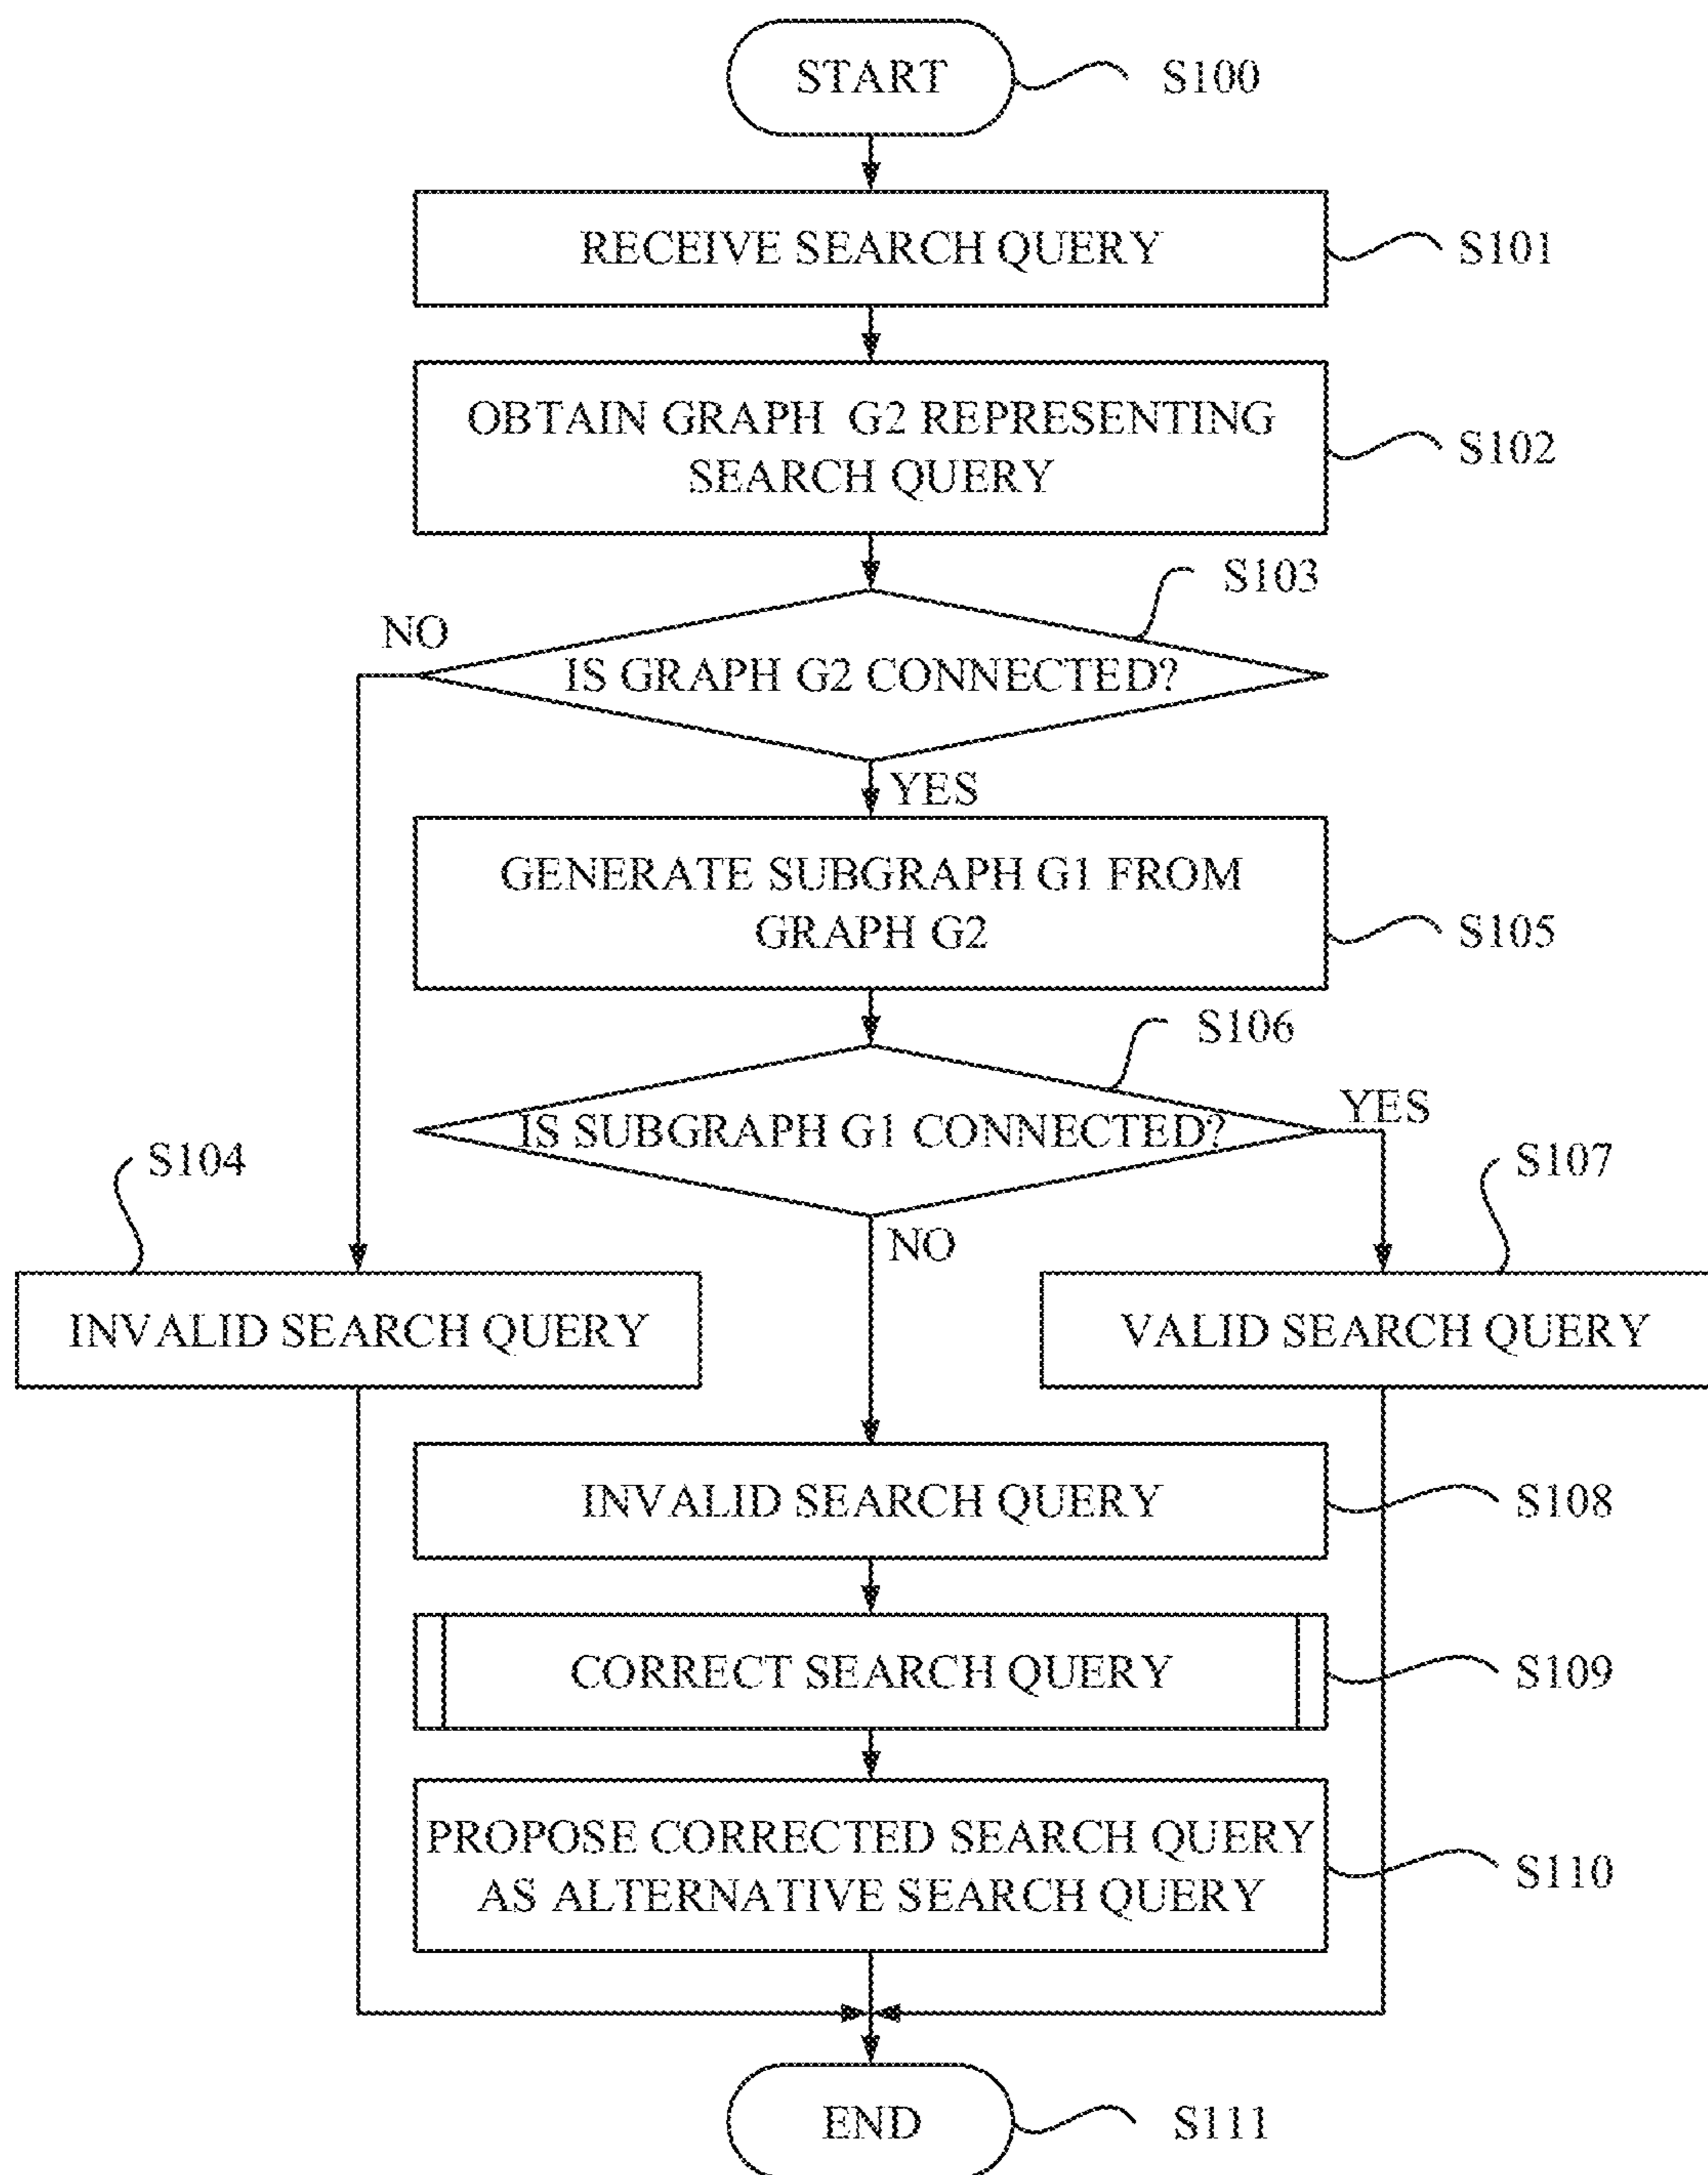 START
S100
RECEIVE SEARCH QUERY
S101
OBTAIN GRAPH G2 REPRESENTING
SEARCH QUERY
S102
S103
NO
IS GRAPH G2 CONNECTED?
YES
GENERATE SUBGRAPH G1 FROM
GRAPH G2
S105
S106
IS SUBGRAPH G1 CONNECTED?
YES
S104
S107
NO
INVALID SEARCH QUERY
VALID SEARCH QUERY
INVALID SEARCH QUERY
S108
CORRECT SEARCH QUERY
S109
PROPOSE CORRECTED SEARCH QUERY
AS ALTERNATIVE SEARCH QUERY
S110
END
S111